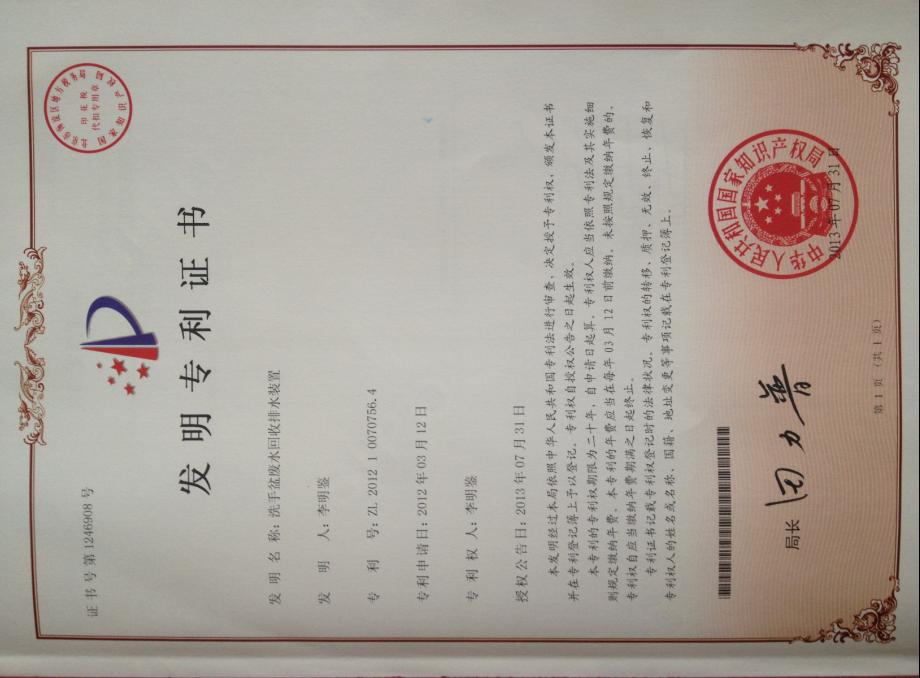 证书号第1246908号
发明专利证书
发明名称:洗手盆废水回收排水装置
发明人:李明鉴
专利号:ZL 2012 1 0070756.4
专利申请日:2012年03月12日
专利权人:李明鉴
授权公告日:2013年07月31日
本发明经过本局依照中华人民共和国专利法进行审查,决定授予专利权,颁发本证书
并在专利登记簿上予以登记。专利权自授权公告之日起生效。
本专利的专利权期限为二十年,自申请日起算。专利权人应当依照专利法及其实施细
则规定缴纳年费。本专利的年费应当在每年03月12日前缴纳。未按照规定缴纳年费的,
专利权自应当缴纳年费期满之日起终止。
专利证书记载专利权登记时的法律状况。专利权的转移、质押、无效、终止、恢复和
专利权人的姓名或名称、国籍、地址变更等事项记载在专利登记簿上。
局长
田力普
中华人民共和国国家知识产权局
2013年07月31日
第1页(共1页)
印花税
代扣专用章